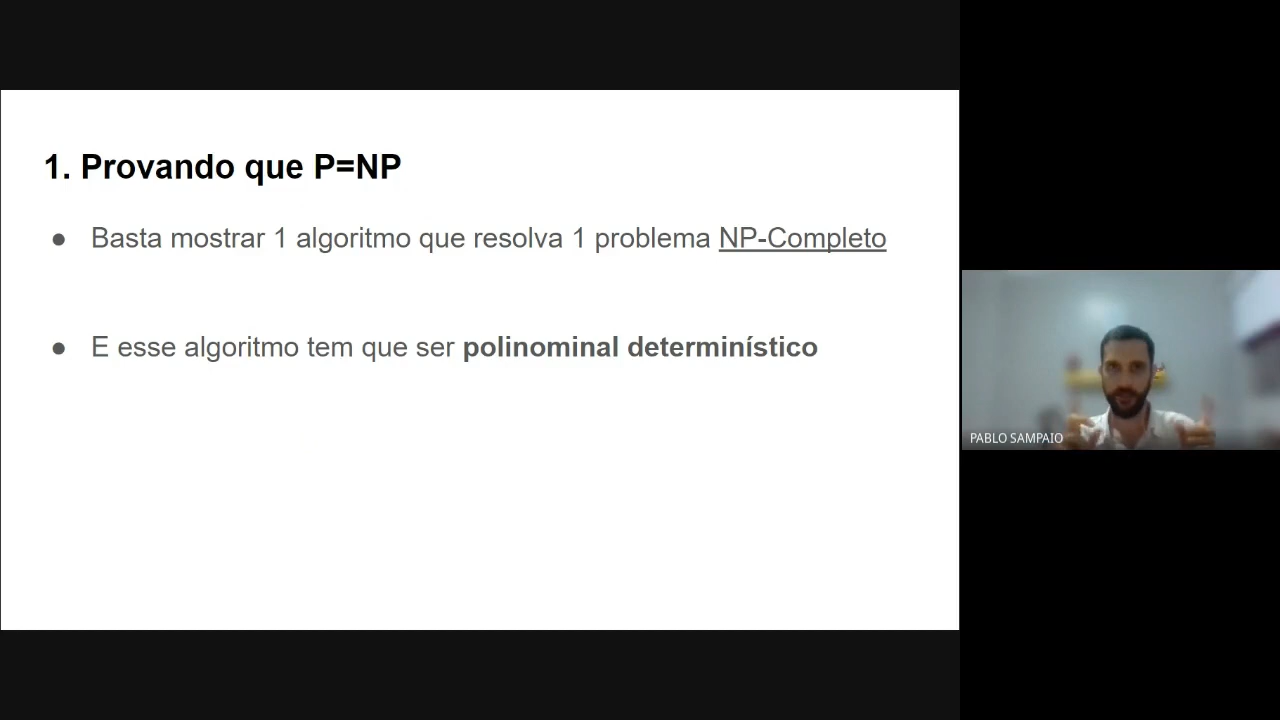 1. Provando que P=NP
● Basta mostrar 1 algoritmo que resolva 1 problema NP-Completo
● E esse algoritmo tem que ser polinominal determinístico
PABLO SAMPAIO